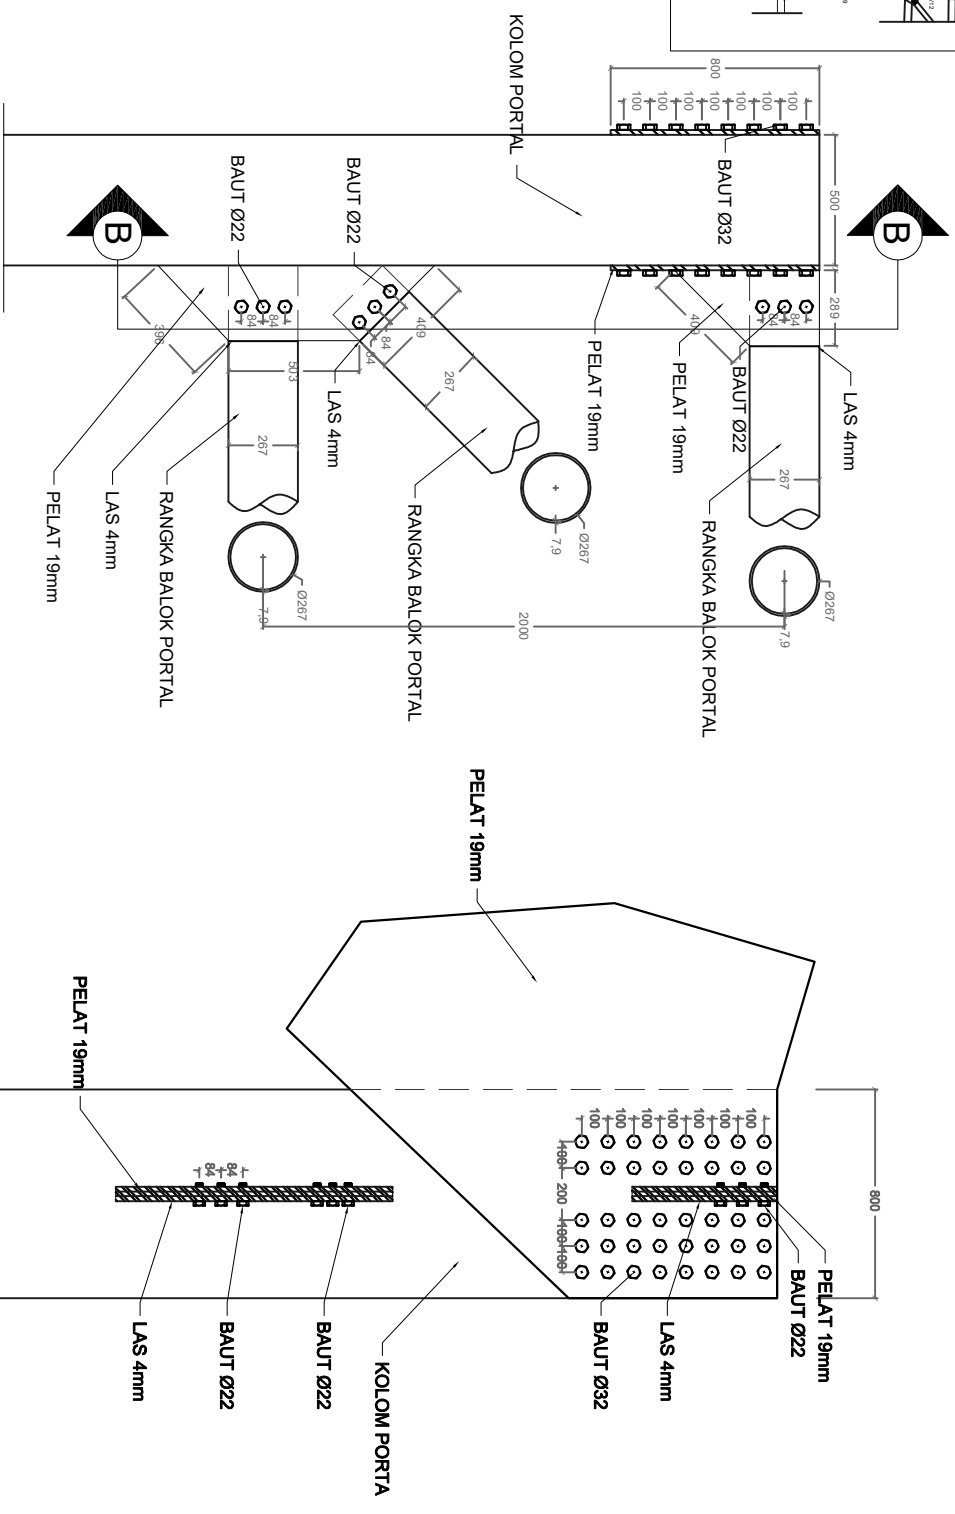 V12
9
B
LAS 4mm
Ø267
289
500
7,9
800
267
84
84
100
100
100
100
100
100
100
BAUT Ø22
BAUT Ø32
RANGKA BALOK PORTAL
409
PELAT 19mm
PELAT 19mm
Ø267
7,9
2000
KOLOM PORTAL
267
409
84
84
RANGKA BALOK PORTAL
BAUT Ø22
LAS 4mm
503
Ø267
7,9
267
84
84
BAUT Ø22
398
RANGKA BALOK PORTAL
B
LAS 4mm
PELAT 19mm
800
PELAT 19mm
BAUT Ø22
100
100
100
100
100
100
100
LAS 4mm
BAUT Ø32
100
200
100
100
PELAT 19mm
KOLOM PORTA
BAUT Ø22
84
84
BAUT Ø22
LAS 4mm
PELAT 19mm